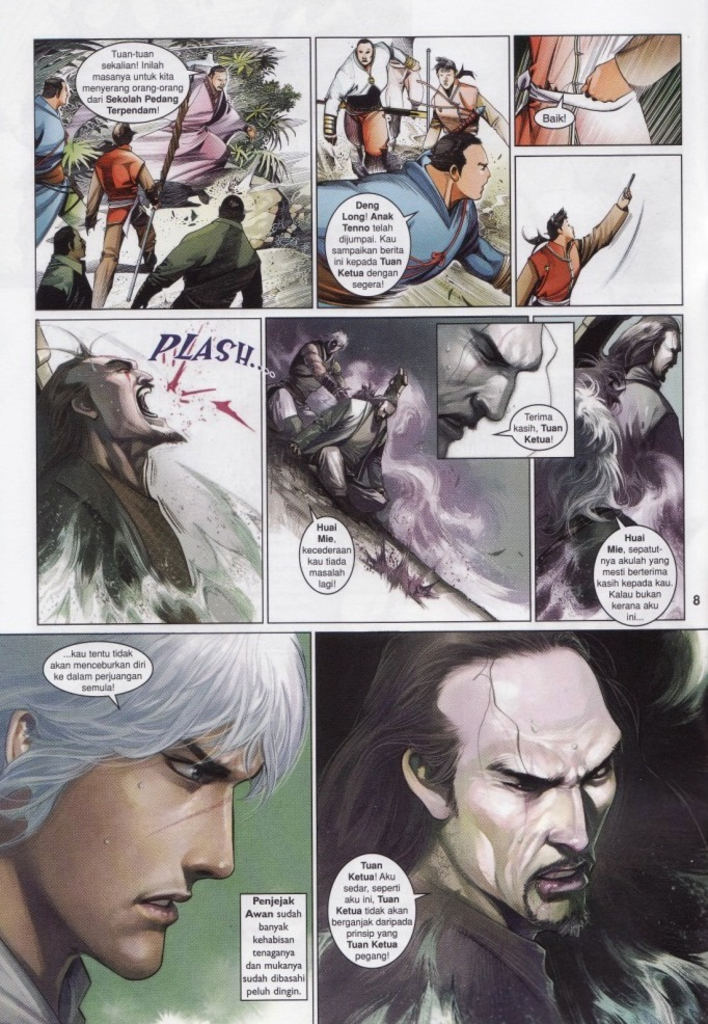 Tuan-tuan
sekalian! Inilah
masanya untuk kita
menyerang orang-orang
dari Sekolah Pedang
Terpendam!
Deng
Long! Anak
Tenno telah
dijumpai. Kau
sampaikan berita
ini kepada Tuan
Ketua dengan
segera!
Baik!
PLASH...
Huai
Mie,
kecederaan
kau tiada
masalah
lagi!
Terima
kasih, Tuan
Ketua!
Huai
Mie, sepatut-
nya akulah yang
mesti berterima
kasih kepada kau.
Kalau bukan
kerana aku
ini...
8
...kau tentu tidak
akan menceburkan diri
ke dalam perjuangan
semula!
Penjejak
Awan sudah
banyak
kehabisan
tenaganya
dan mukanya
sudah dibasahi
peluh dingin.
Tuan
Ketua! Aku
sedar, seperti
aku ini, Tuan
Ketua tidak akan
berganjak daripada
prinsip yang
Tuan Ketua
pegang!